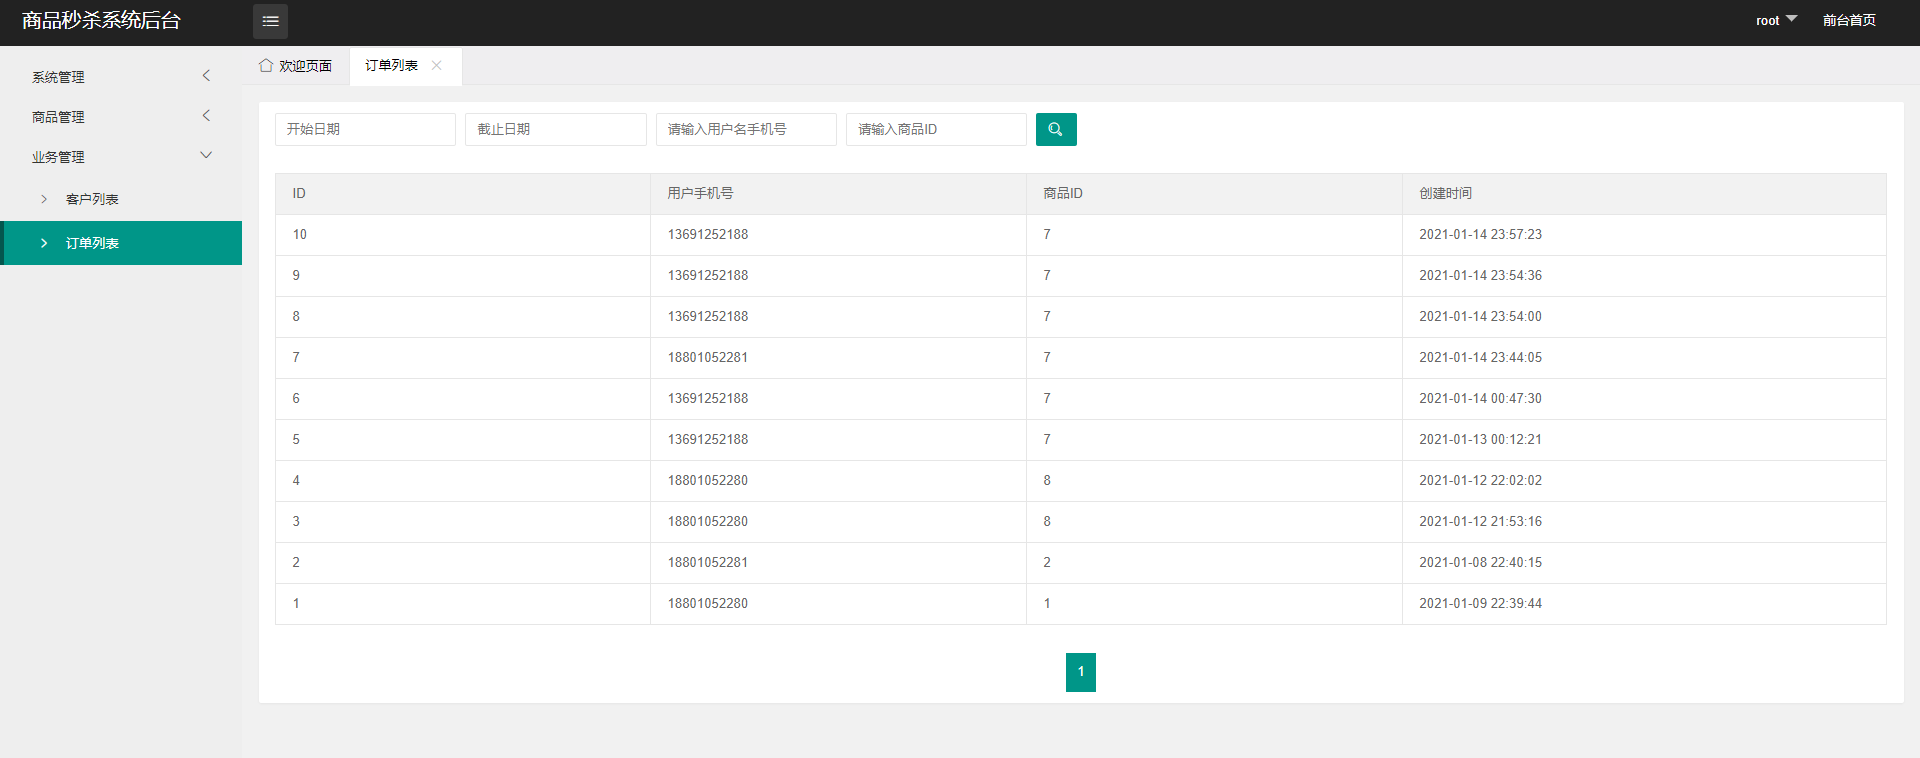 商品秒杀系统后台
root 前台首页
系统管理
商品管理
业务管理
客户列表
订单列表
欢迎页面 订单列表
开始日期 截止日期 请输入用户名手机号 请输入商品ID
ID 用户手机号 商品ID 创建时间
10 13691252188 7 2021-01-14 23:57:23
9 13691252188 7 2021-01-14 23:54:36
8 13691252188 7 2021-01-14 23:54:00
7 18801052281 7 2021-01-14 23:44:05
6 13691252188 7 2021-01-14 00:47:30
5 13691252188 7 2021-01-13 00:12:21
4 18801052280 8 2021-01-12 22:02:02
3 18801052280 8 2021-01-12 21:53:16
2 18801052281 2 2021-01-08 22:40:15
1 18801052280 1 2021-01-09 22:39:44
1